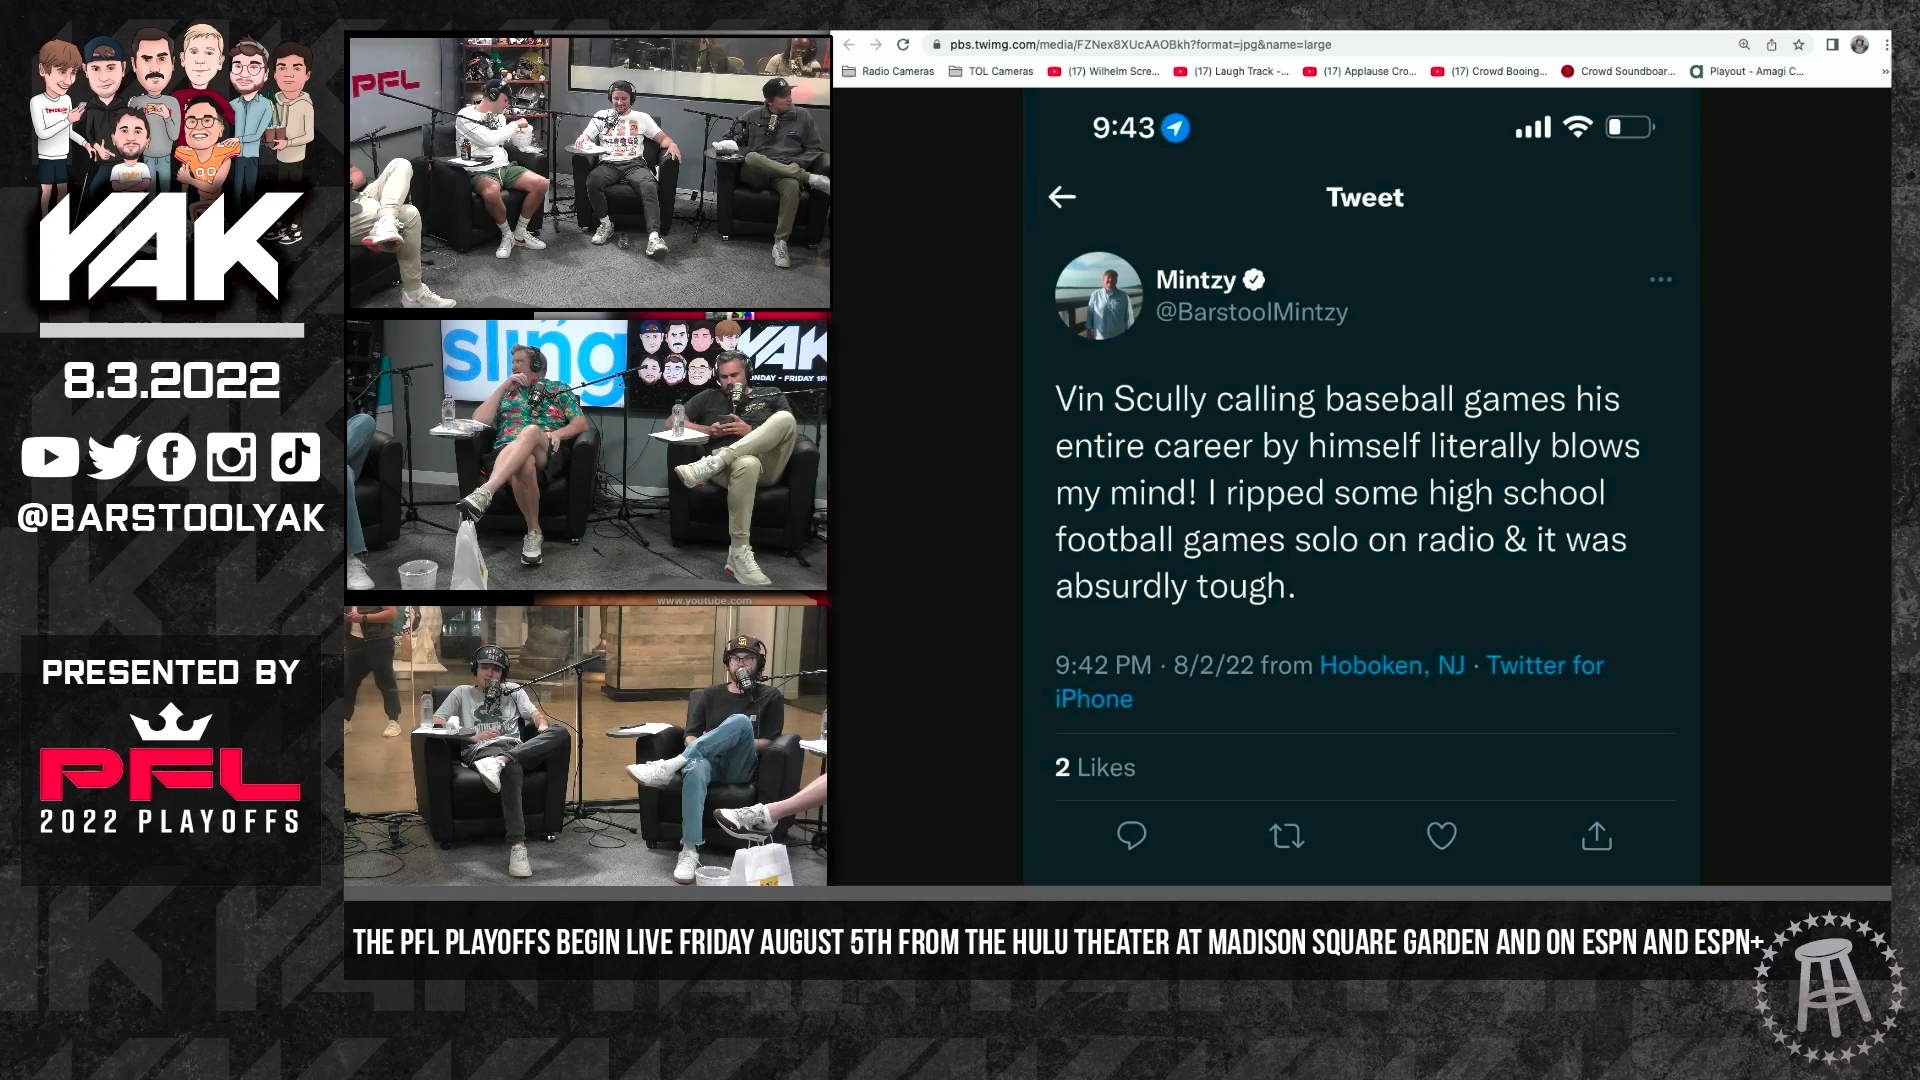 YAK
8.3.2022
@BARSTOOLYAK
PRESENTED BY
PFL
2022 PLAYOFFS
PFL
sling
YAK
www.youtube.com
pbs.twimg.com/media/FZNex8XUcAAOBkh?format=jpg&name=large
Radio Cameras
TOL Cameras
(17) Wilhelm Scre...
(17) Laugh Track -...
(17) Applause Cro...
(17) Crowd Booing...
Crowd Soundboar...
Playout - Amagi C...
»
9:43
Tweet
Mintzy
@BarstoolMintzy
Vin Scully calling baseball games his
entire career by himself literally blows
my mind! I ripped some high school
football games solo on radio & it was
absurdly tough.
9:42 PM · 8/2/22 from Hoboken, NJ · Twitter for
iPhone
2 Likes
THE PFL PLAYOFFS BEGIN LIVE FRIDAY AUGUST 5TH FROM THE HULU THEATER AT MADISON SQUARE GARDEN AND ON ESPN AND ESPN+